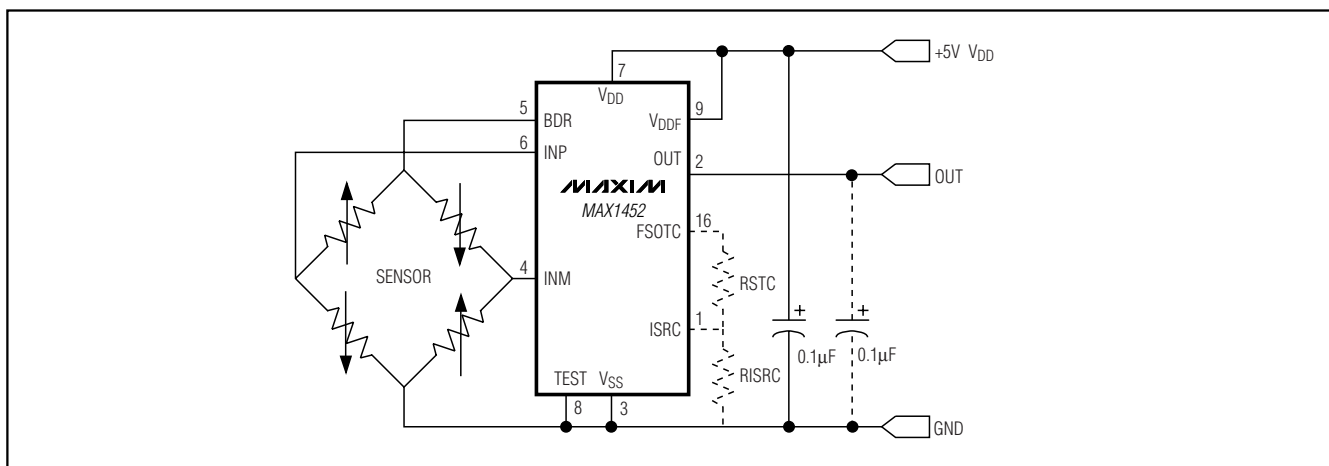 +5V VDD
7
VDD
5
BDR
9
VDDF
6
INP
OUT
2
OUT
MAXIM
MAX1452
16
FSOTC
SENSOR
4
INM
RSTC
1
ISRC
+
0.1µF
+
0.1µF
RISRC
TEST VSS
8
3
GND